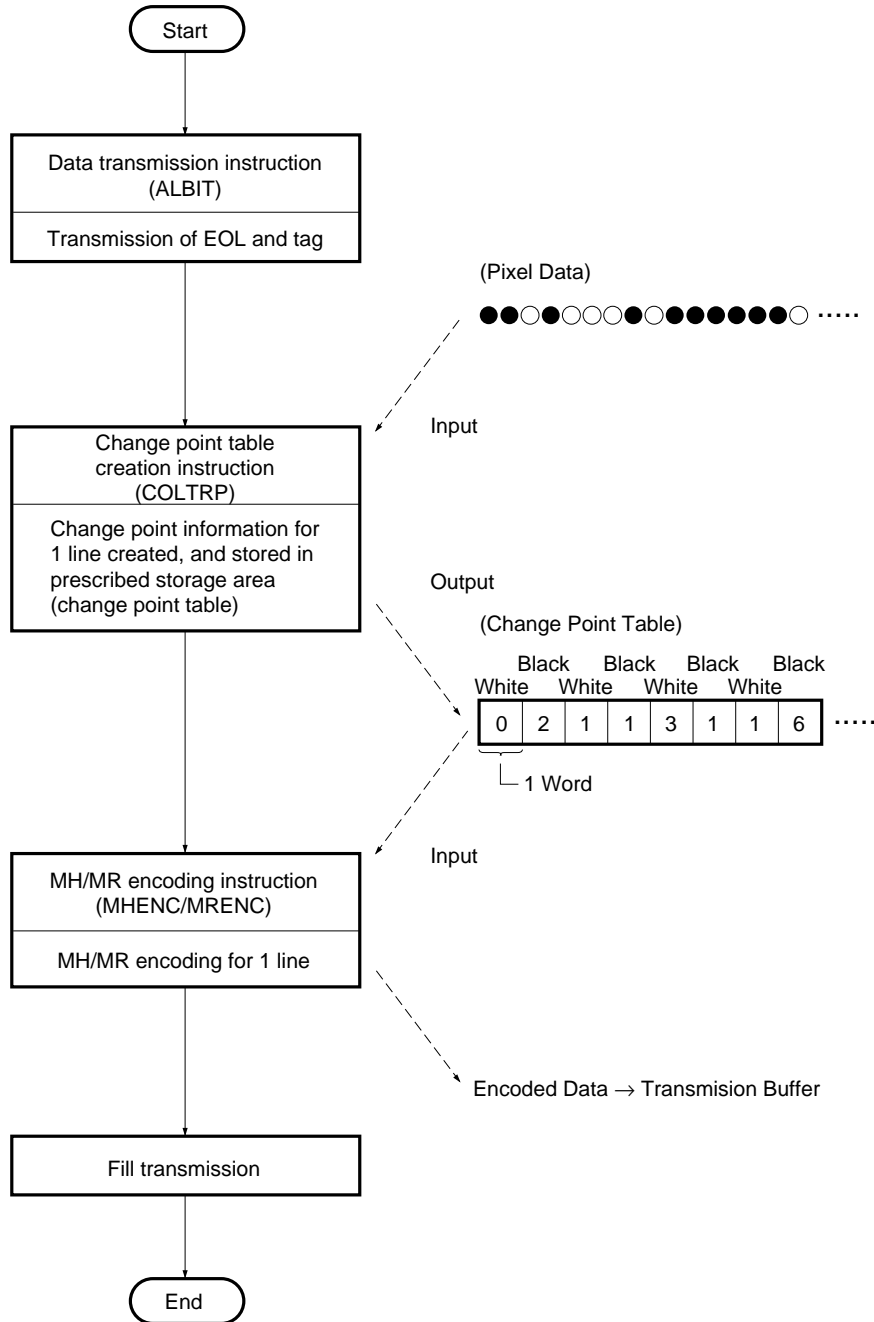 Start
Data transmission instruction
(ALBIT)
Transmission of EOL and tag
(Pixel Data)
.....
Input
Change point table
creation instruction
(COLTRP)
Change point information for
1 line created, and stored in
prescribed storage area
(change point table)
Output
(Change Point Table)
Black Black Black Black
White White White White
0 2 1 1 3 1 1 6 .....
1 Word
Input
MH/MR encoding instruction
(MHENC/MRENC)
MH/MR encoding for 1 line
Encoded Data → Transmision Buffer
Fill transmission
End